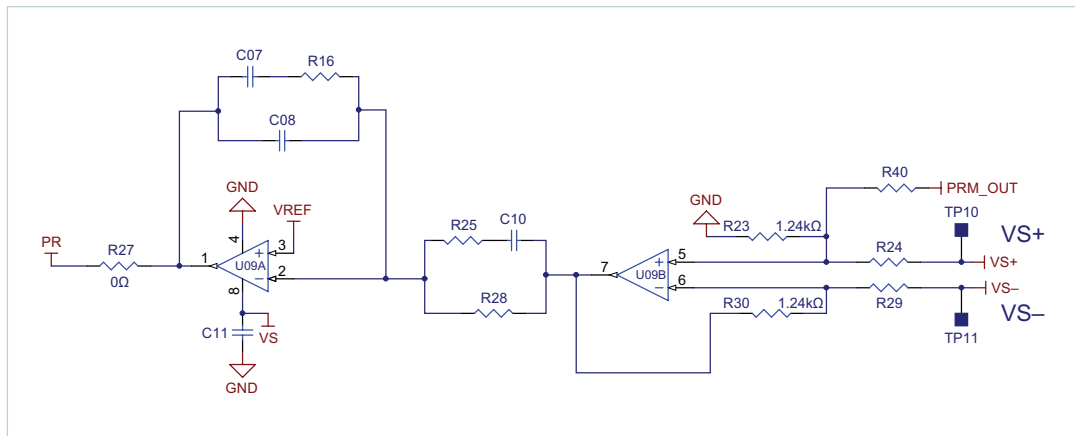 C07
R16
C08
R40
PRM_OUT
GND
VREF
GND
R23
1.24kΩ
TP10
VS+
R25
C10
PR
R27
0Ω
1
4
+
3
U09A
−
2
8
7
+
5
U09B
−
6
R24
VS+
R28
R30
1.24kΩ
R29
VS−
VS−
TP11
C11
VS
GND